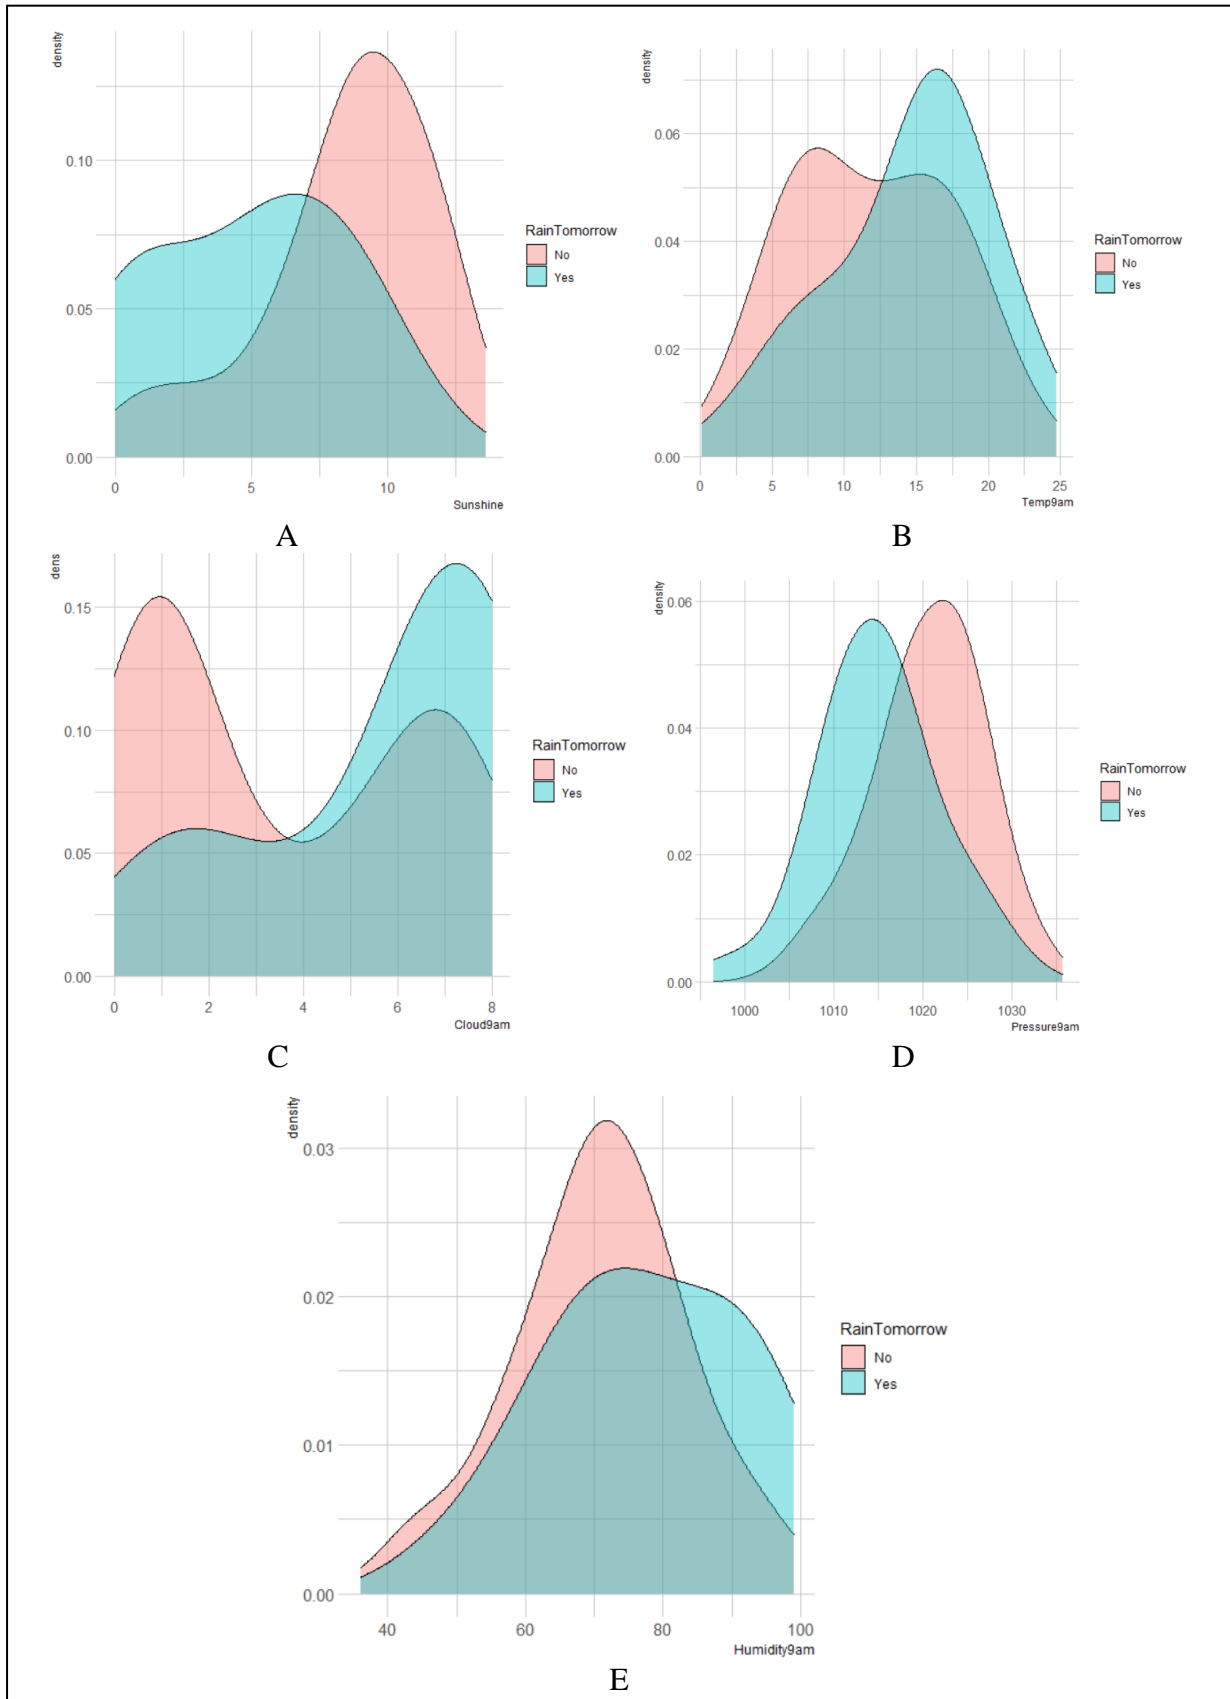 density
0.10
0.05
0.00
0 5 10
Sunshine
RainTomorrow
No
Yes
A
density
0.06
0.04
0.02
0.00
0 5 10 15 20 25
Temp9am
RainTomorrow
No
Yes
B
dens
0.15
0.10
0.05
0.00
0 2 4 6 8
Cloud9am
RainTomorrow
No
Yes
C
density
0.06
0.04
0.02
0.00
1000 1010 1020 1030
Pressure9am
RainTomorrow
No
Yes
D
density
0.03
0.02
0.01
0.00
40 60 80 100
Humidity9am
RainTomorrow
No
Yes
E